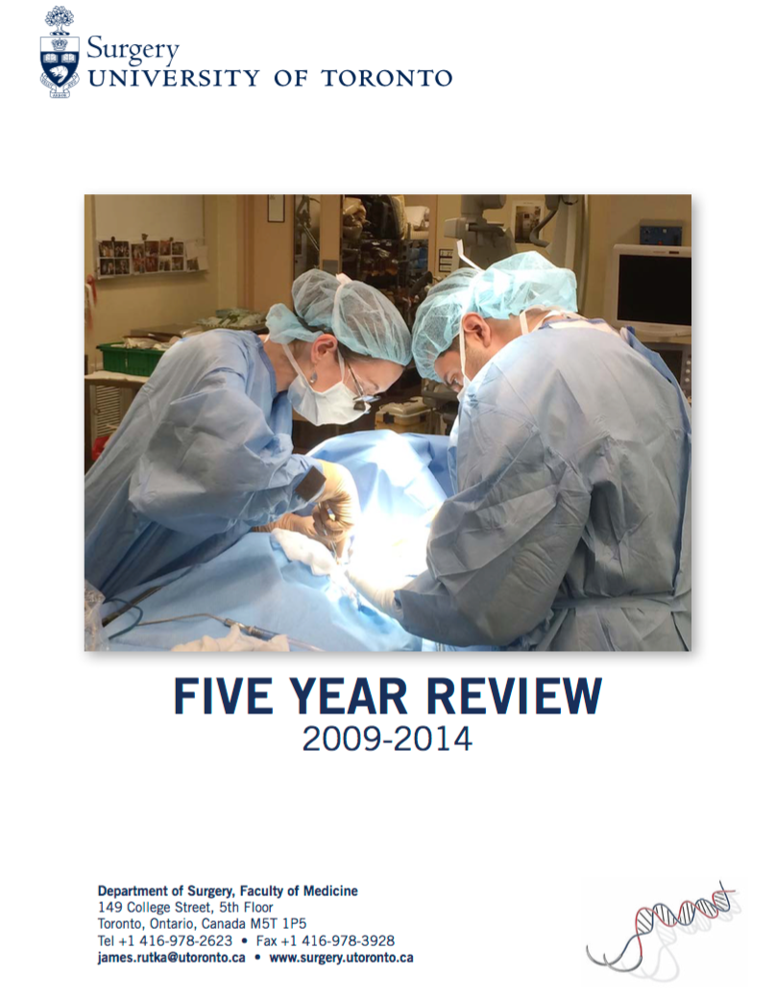 Surgery
UNIVERSITY OF TORONTO
FIVE YEAR REVIEW
2009-2014
Department of Surgery, Faculty of Medicine
149 College Street, 5th Floor
Toronto, Ontario, Canada M5T 1P5
Tel +1 416-978-2623 • Fax +1 416-978-3928
james.rutka@utoronto.ca • www.surgery.utoronto.ca